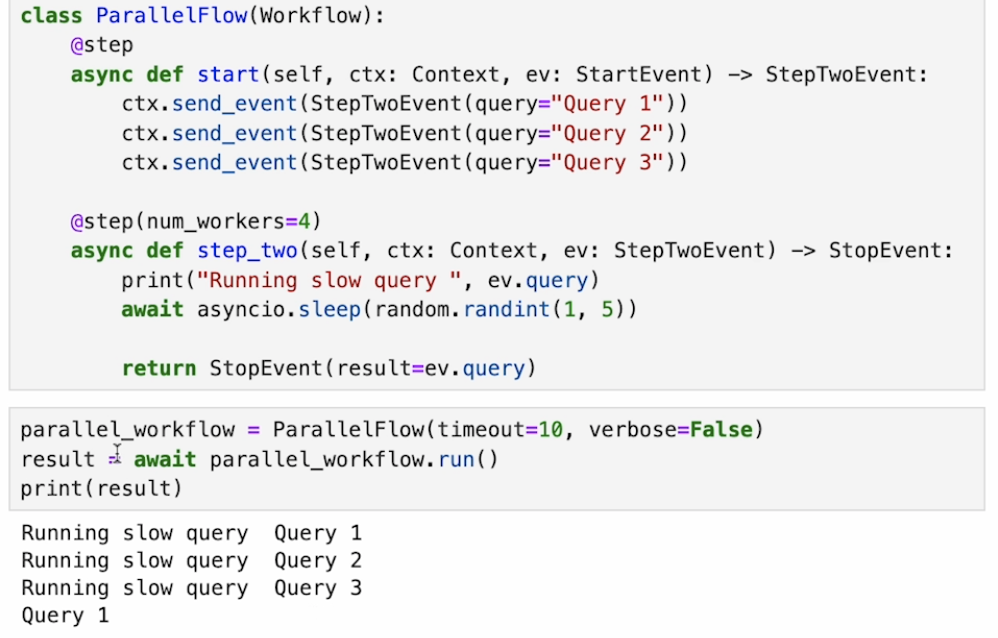 class ParallelFlow(Workflow):
    @step
    async def start(self, ctx: Context, ev: StartEvent) -> StepTwoEvent:
        ctx.send_event(StepTwoEvent(query="Query 1"))
        ctx.send_event(StepTwoEvent(query="Query 2"))
        ctx.send_event(StepTwoEvent(query="Query 3"))
    @step(num_workers=4)
    async def step_two(self, ctx: Context, ev: StepTwoEvent) -> StopEvent:
        print("Running slow query ", ev.query)
        await asyncio.sleep(random.randint(1, 5))
        return StopEvent(result=ev.query)
parallel_workflow = ParallelFlow(timeout=10, verbose=False)
result = await parallel_workflow.run()
print(result)
Running slow query  Query 1
Running slow query  Query 2
Running slow query  Query 3
Query 1